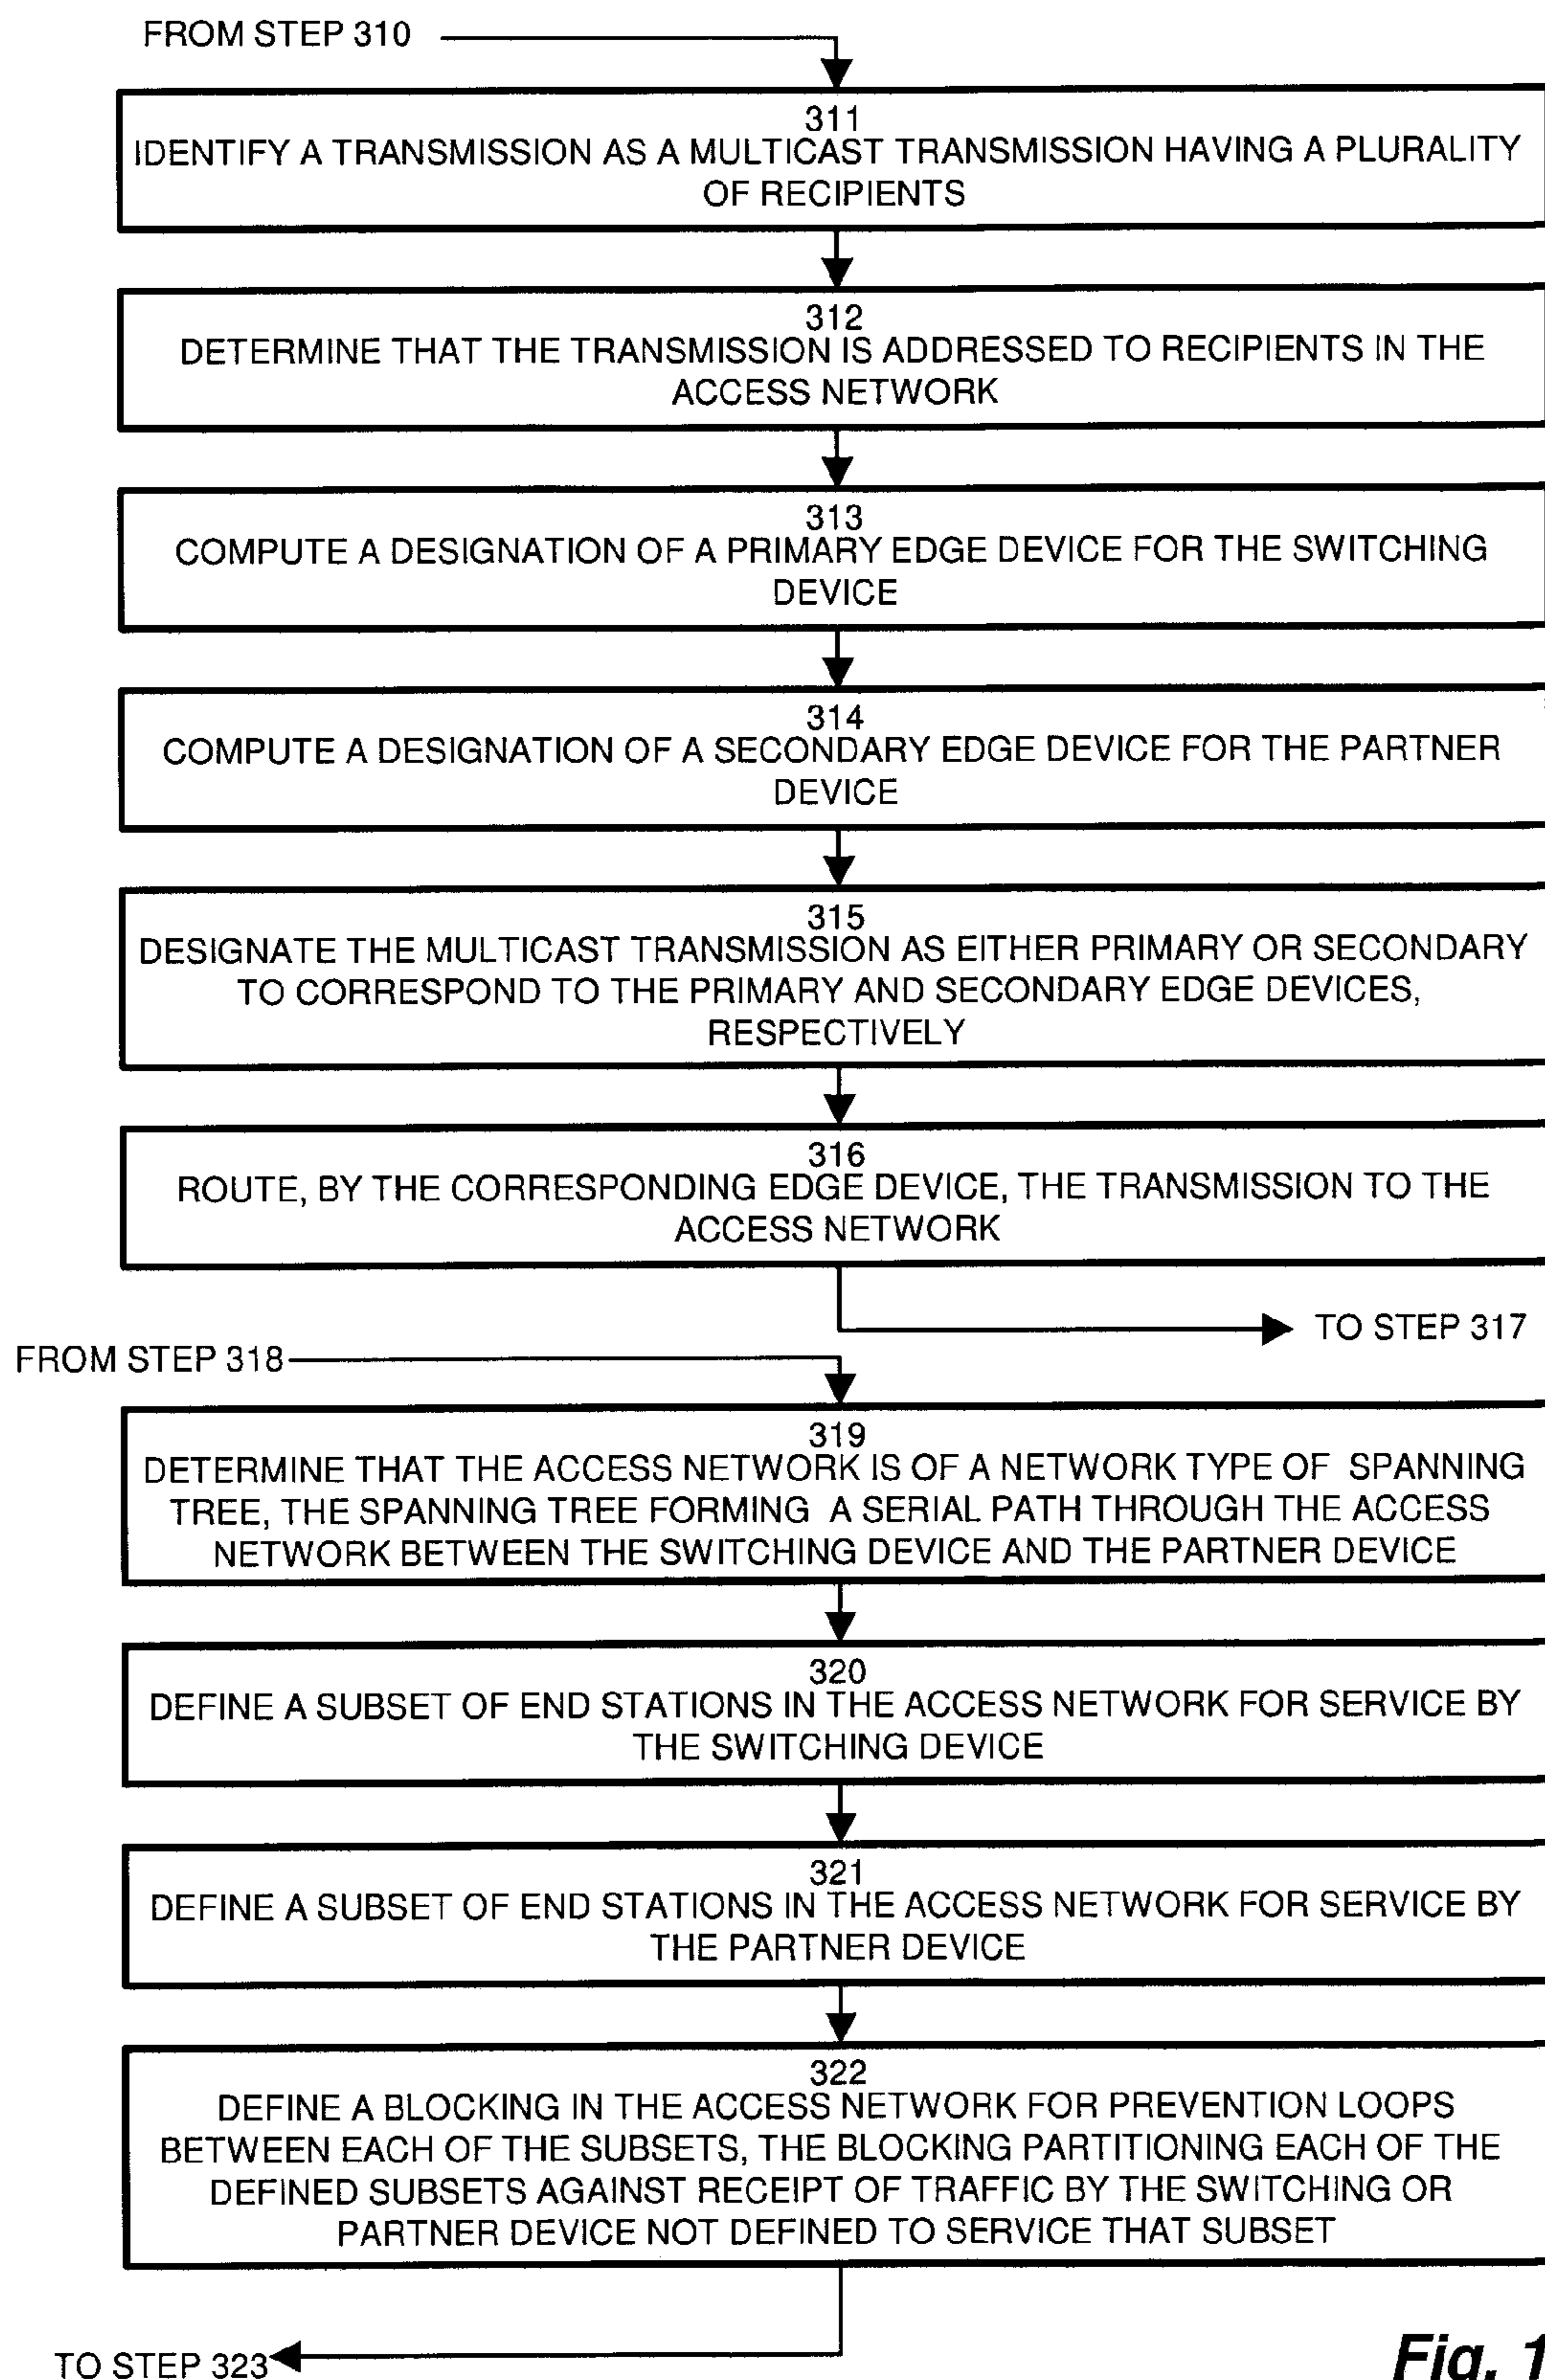 FROM STEP 310
311
IDENTIFY A TRANSMISSION AS A MULTICAST TRANSMISSION HAVING A PLURALITY
OF RECIPIENTS
312
DETERMINE THAT THE TRANSMISSION IS ADDRESSED TO RECIPIENTS IN THE
ACCESS NETWORK
313
COMPUTE A DESIGNATION OF A PRIMARY EDGE DEVICE FOR THE SWITCHING
DEVICE
314
COMPUTE A DESIGNATION OF A SECONDARY EDGE DEVICE FOR THE PARTNER
DEVICE
315
DESIGNATE THE MULTICAST TRANSMISSION AS EITHER PRIMARY OR SECONDARY
TO CORRESPOND TO THE PRIMARY AND SECONDARY EDGE DEVICES,
RESPECTIVELY
316
ROUTE, BY THE CORRESPONDING EDGE DEVICE, THE TRANSMISSION TO THE
ACCESS NETWORK
TO STEP 317
FROM STEP 318
319
DETERMINE THAT THE ACCESS NETWORK IS OF A NETWORK TYPE OF SPANNING
TREE, THE SPANNING TREE FORMING A SERIAL PATH THROUGH THE ACCESS
NETWORK BETWEEN THE SWITCHING DEVICE AND THE PARTNER DEVICE
320
DEFINE A SUBSET OF END STATIONS IN THE ACCESS NETWORK FOR SERVICE BY
THE SWITCHING DEVICE
321
DEFINE A SUBSET OF END STATIONS IN THE ACCESS NETWORK FOR SERVICE BY
THE PARTNER DEVICE
322
DEFINE A BLOCKING IN THE ACCESS NETWORK FOR PREVENTION LOOPS
BETWEEN EACH OF THE SUBSETS, THE BLOCKING PARTITIONING EACH OF THE
DEFINED SUBSETS AGAINST RECEIPT OF TRAFFIC BY THE SWITCHING OR
PARTNER DEVICE NOT DEFINED TO SERVICE THAT SUBSET
TO STEP 323
Fig. 1